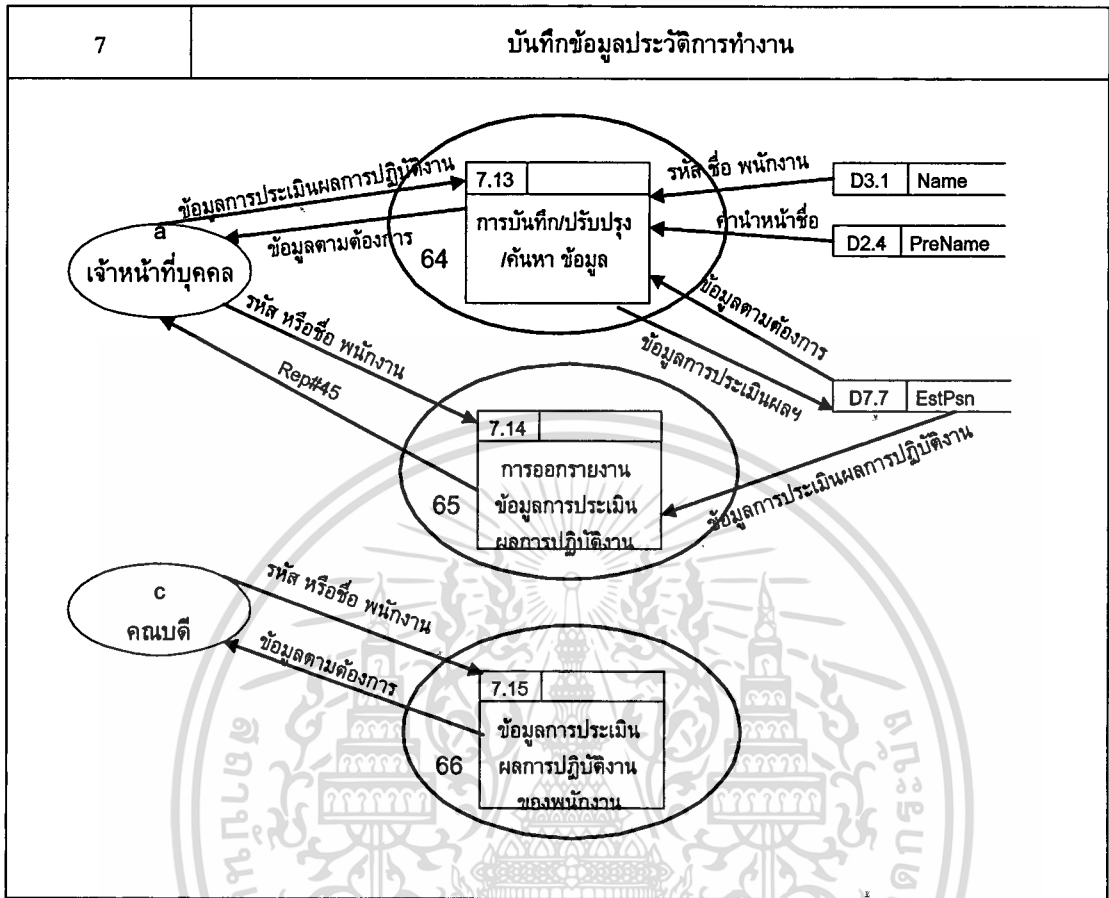 7
บันทึกข้อมูลประวัติการทำงาน
ข้อมูลการประเมินผลการปฏิบัติงาน
7.13
รหัส ชื่อ พนักงาน
D3.1 Name
a
เจ้าหน้าที่บุคคล
ข้อมูลตามต้องการ
64
การบันทึก/ปรับปรุง
/ค้นหา ข้อมูล
คำนำหน้าชื่อ
D2.4 PreName
รหัส หรือชื่อ พนักงาน
ข้อมูลตามต้องการ
ข้อมูลการประเมินผลฯ
D7.7 EstPsn
Rep#45
7.14
65
การออกรายงาน
ข้อมูลการประเมิน
ผลการปฏิบัติงาน
ข้อมูลการประเมินผลการปฏิบัติงาน
c
คณบดี
รหัส หรือชื่อ พนักงาน
ข้อมูลตามต้องการ
7.15
66
ข้อมูลการประเมิน
ผลการปฏิบัติงาน
ของพนักงาน